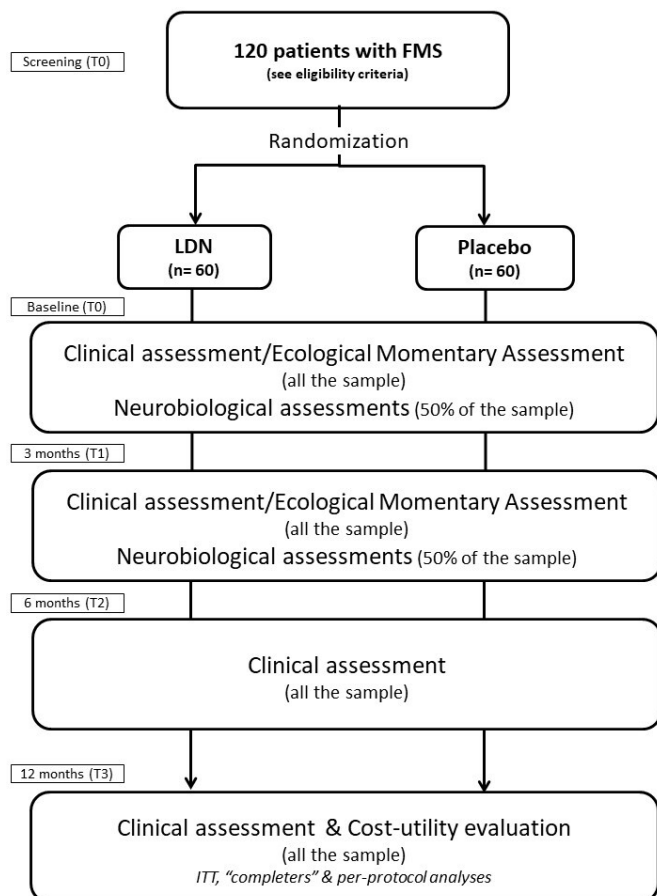 120 patients with FMS
(see eligibility criteria)
Screening (T0)
Randomization
LDN
(n= 60)
Placebo
(n= 60)
Baseline (T0)
Clinical assessment/Ecological Momentary Assessment
(all the sample)
Neurobiological assessments (50% of the sample)
3 months (T1)
Clinical assessment/Ecological Momentary Assessment
(all the sample)
Neurobiological assessments (50% of the sample)
6 months (T2)
Clinical assessment
(all the sample)
12 months (T3)
Clinical assessment & Cost-utility evaluation
(all the sample)
ITT, “completers” & per-protocol analyses